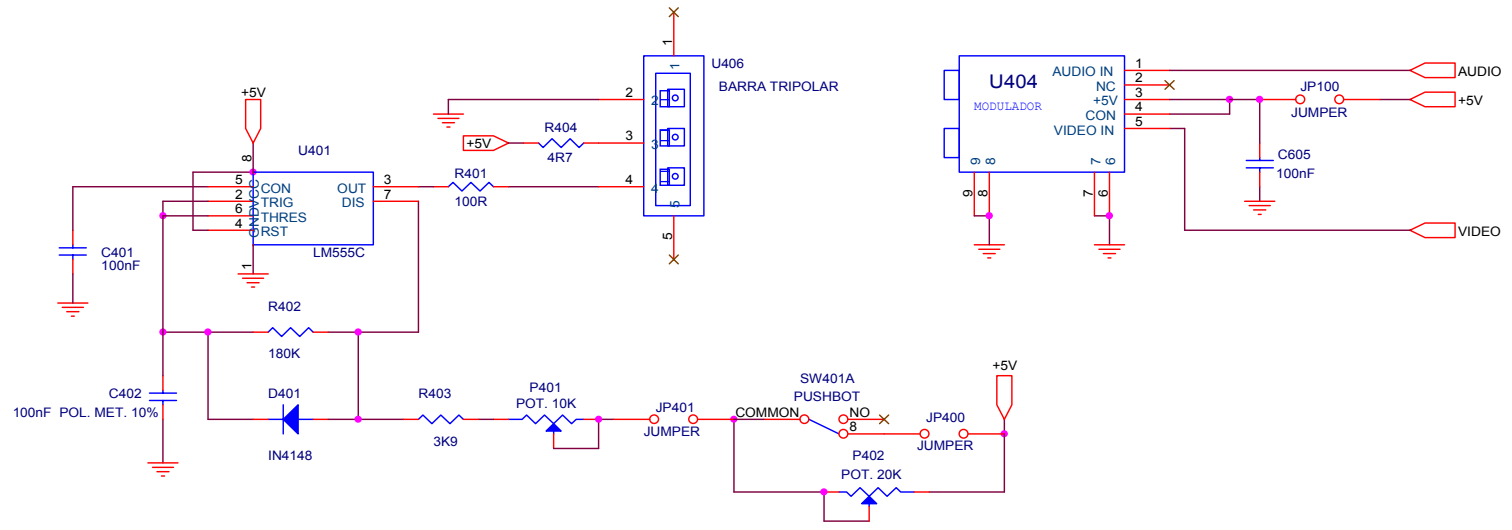 1
1
U406
BARRA TRIPOLAR
2
2
+5V
R404
4R7
3
3
R401
100R
4
4
5
5
+5V
8
U401
5
CON
2
TRIG
6
THRES
4
RST
VCC
GND
OUT
3
DIS
7
LM555C
1
C401
100nF
R402
180K
C402
100nF POL. MET. 10%
D401
IN4148
R403
3K9
P401
POT. 10K
JP401
JUMPER
SW401A
PUSHBOT
COMMON
NO
8
JP400
JUMPER
+5V
P402
POT. 20K
U404
MODULADOR
AUDIO IN
1
NC
2
+5V
3
CON
4
VIDEO IN
5
9
8
7
6
9
8
7
6
AUDIO
JP100
JUMPER
+5V
C605
100nF
VIDEO